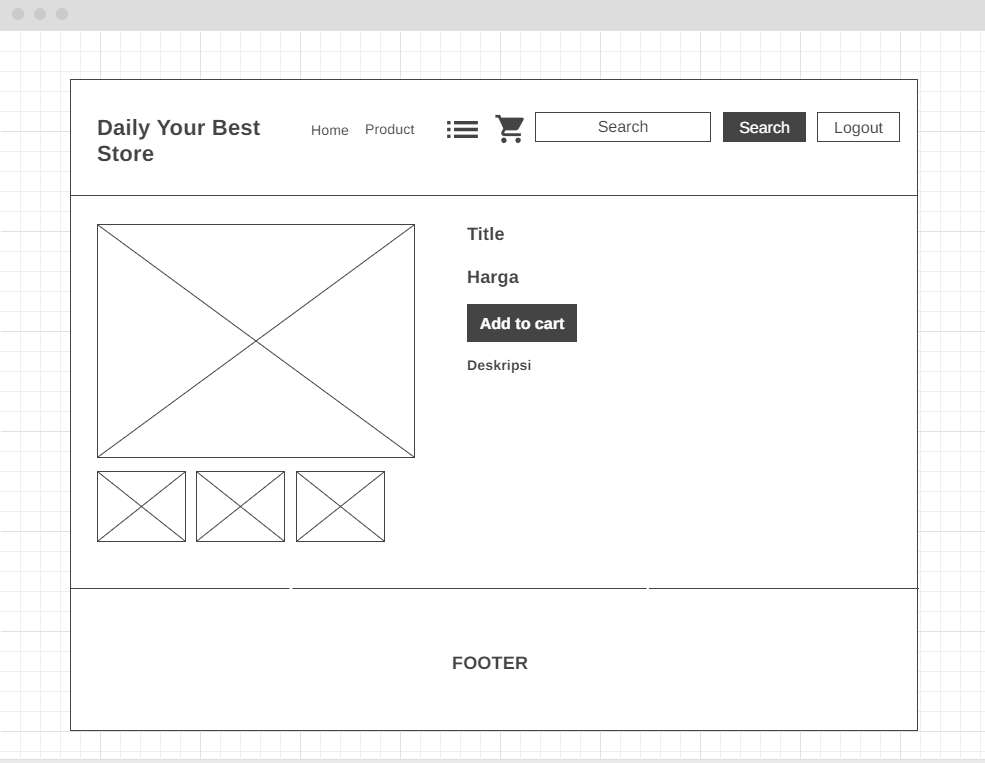 Daily Your Best
Store
Home
Product
Search
Search
Logout
Title
Harga
Add to cart
Deskripsi
FOOTER